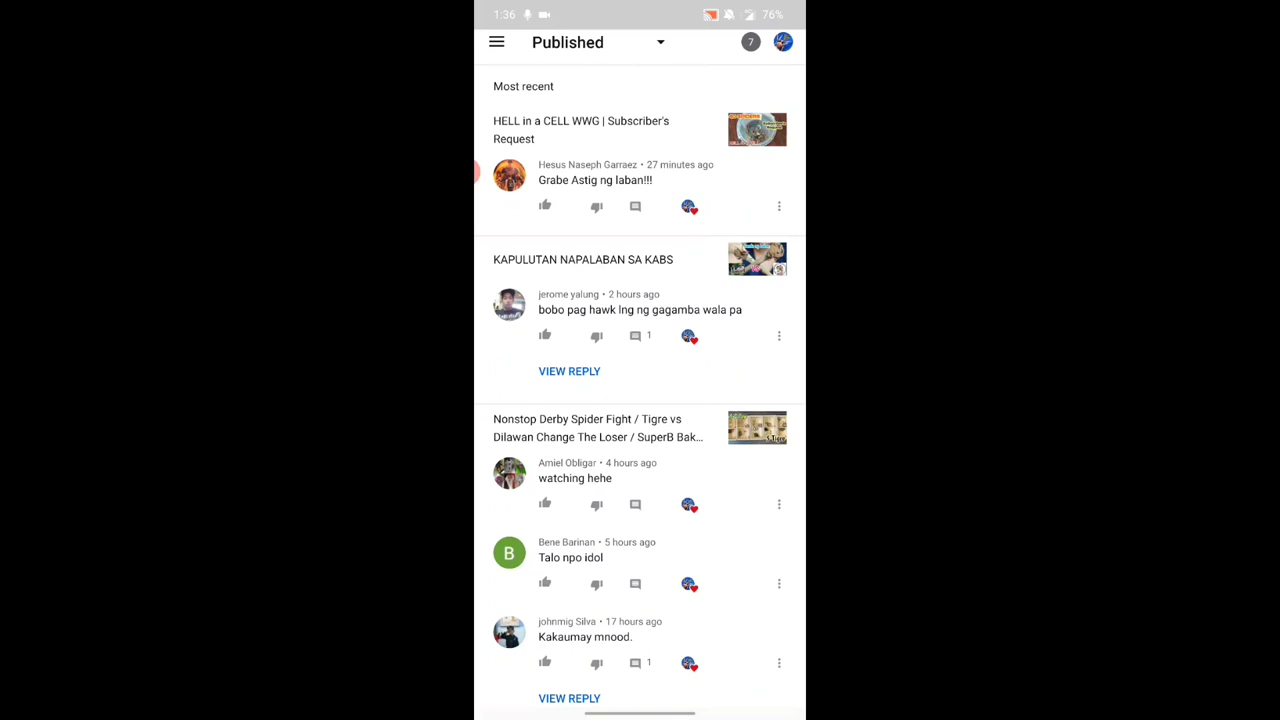 1:36
76%
Published
7
Most recent
HELL in a CELL WWG | Subscriber's
Request
Hesus Naseph Garraez • 27 minutes ago
Grabe Astig ng laban!!!
KAPULUTAN NAPALABAN SA KABS
jerome yalung • 2 hours ago
bobo pag hawk lng ng gagamba wala pa
1
VIEW REPLY
Nonstop Derby Spider Fight / Tigre vs
Dilawan Change The Loser / SuperB Bak...
Amiel Obligar • 4 hours ago
watching hehe
B
Bene Barinan • 5 hours ago
Talo npo idol
johnmig Silva • 17 hours ago
Kakaumay mnood.
1
VIEW REPLY